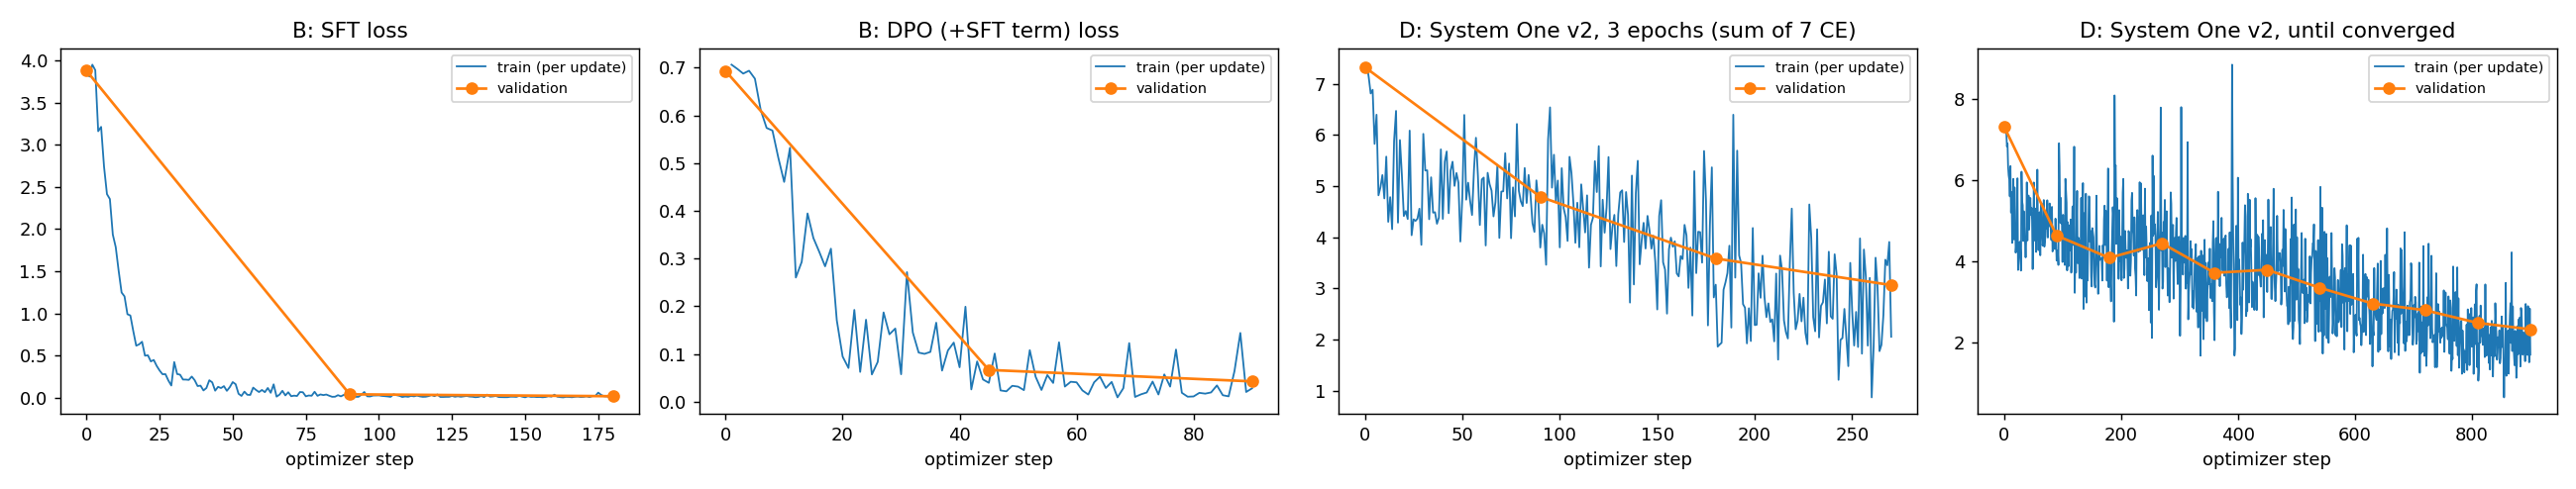 B: SFT loss
4.0
3.5
3.0
2.5
2.0
1.5
1.0
0.5
0.0
train (per update)
validation
0 25 50 75 100 125 150 175
optimizer step
B: DPO (+SFT term) loss
0.7
0.6
0.5
0.4
0.3
0.2
0.1
0.0
train (per update)
validation
0 20 40 60 80
optimizer step
D: System One v2, 3 epochs (sum of 7 CE)
7
6
5
4
3
2
1
train (per update)
validation
0 50 100 150 200 250
optimizer step
D: System One v2, until converged
8
6
4
2
train (per update)
validation
0 200 400 600 800
optimizer step